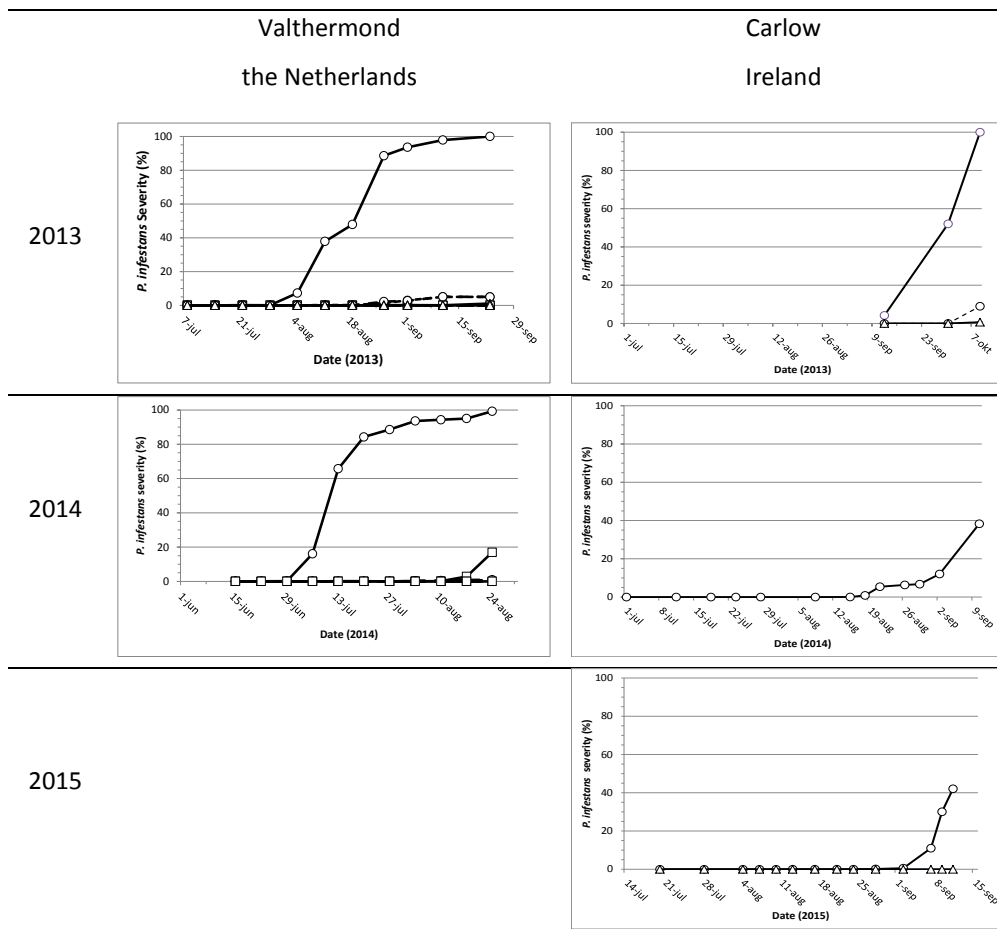 Valthermond
the Netherlands
Carlow
Ireland
2013
P. infestans Severity (%)
100
80
60
40
20
0
7-jul
21-jul
4-aug
18-aug
1-sep
15-sep
29-sep
Date (2013)
P. infestans severity (%)
100
80
60
40
20
0
1-jul
15-jul
29-jul
12-aug
26-aug
9-sep
23-sep
7-okt
Date (2013)
2014
P. infestans severity (%)
100
80
60
40
20
0
1-jun
15-jun
29-jun
13-jul
27-jul
10-aug
24-aug
Date (2014)
P. infestans severity (%)
100
80
60
40
20
0
1-jul
8-jul
15-jul
22-jul
29-jul
5-aug
12-aug
19-aug
26-aug
2-sep
9-sep
Date (2014)
2015
P. infestans severity (%)
100
80
60
40
20
0
14-jul
21-jul
28-jul
4-aug
11-aug
18-aug
25-aug
1-sep
8-sep
15-sep
Date (2015)